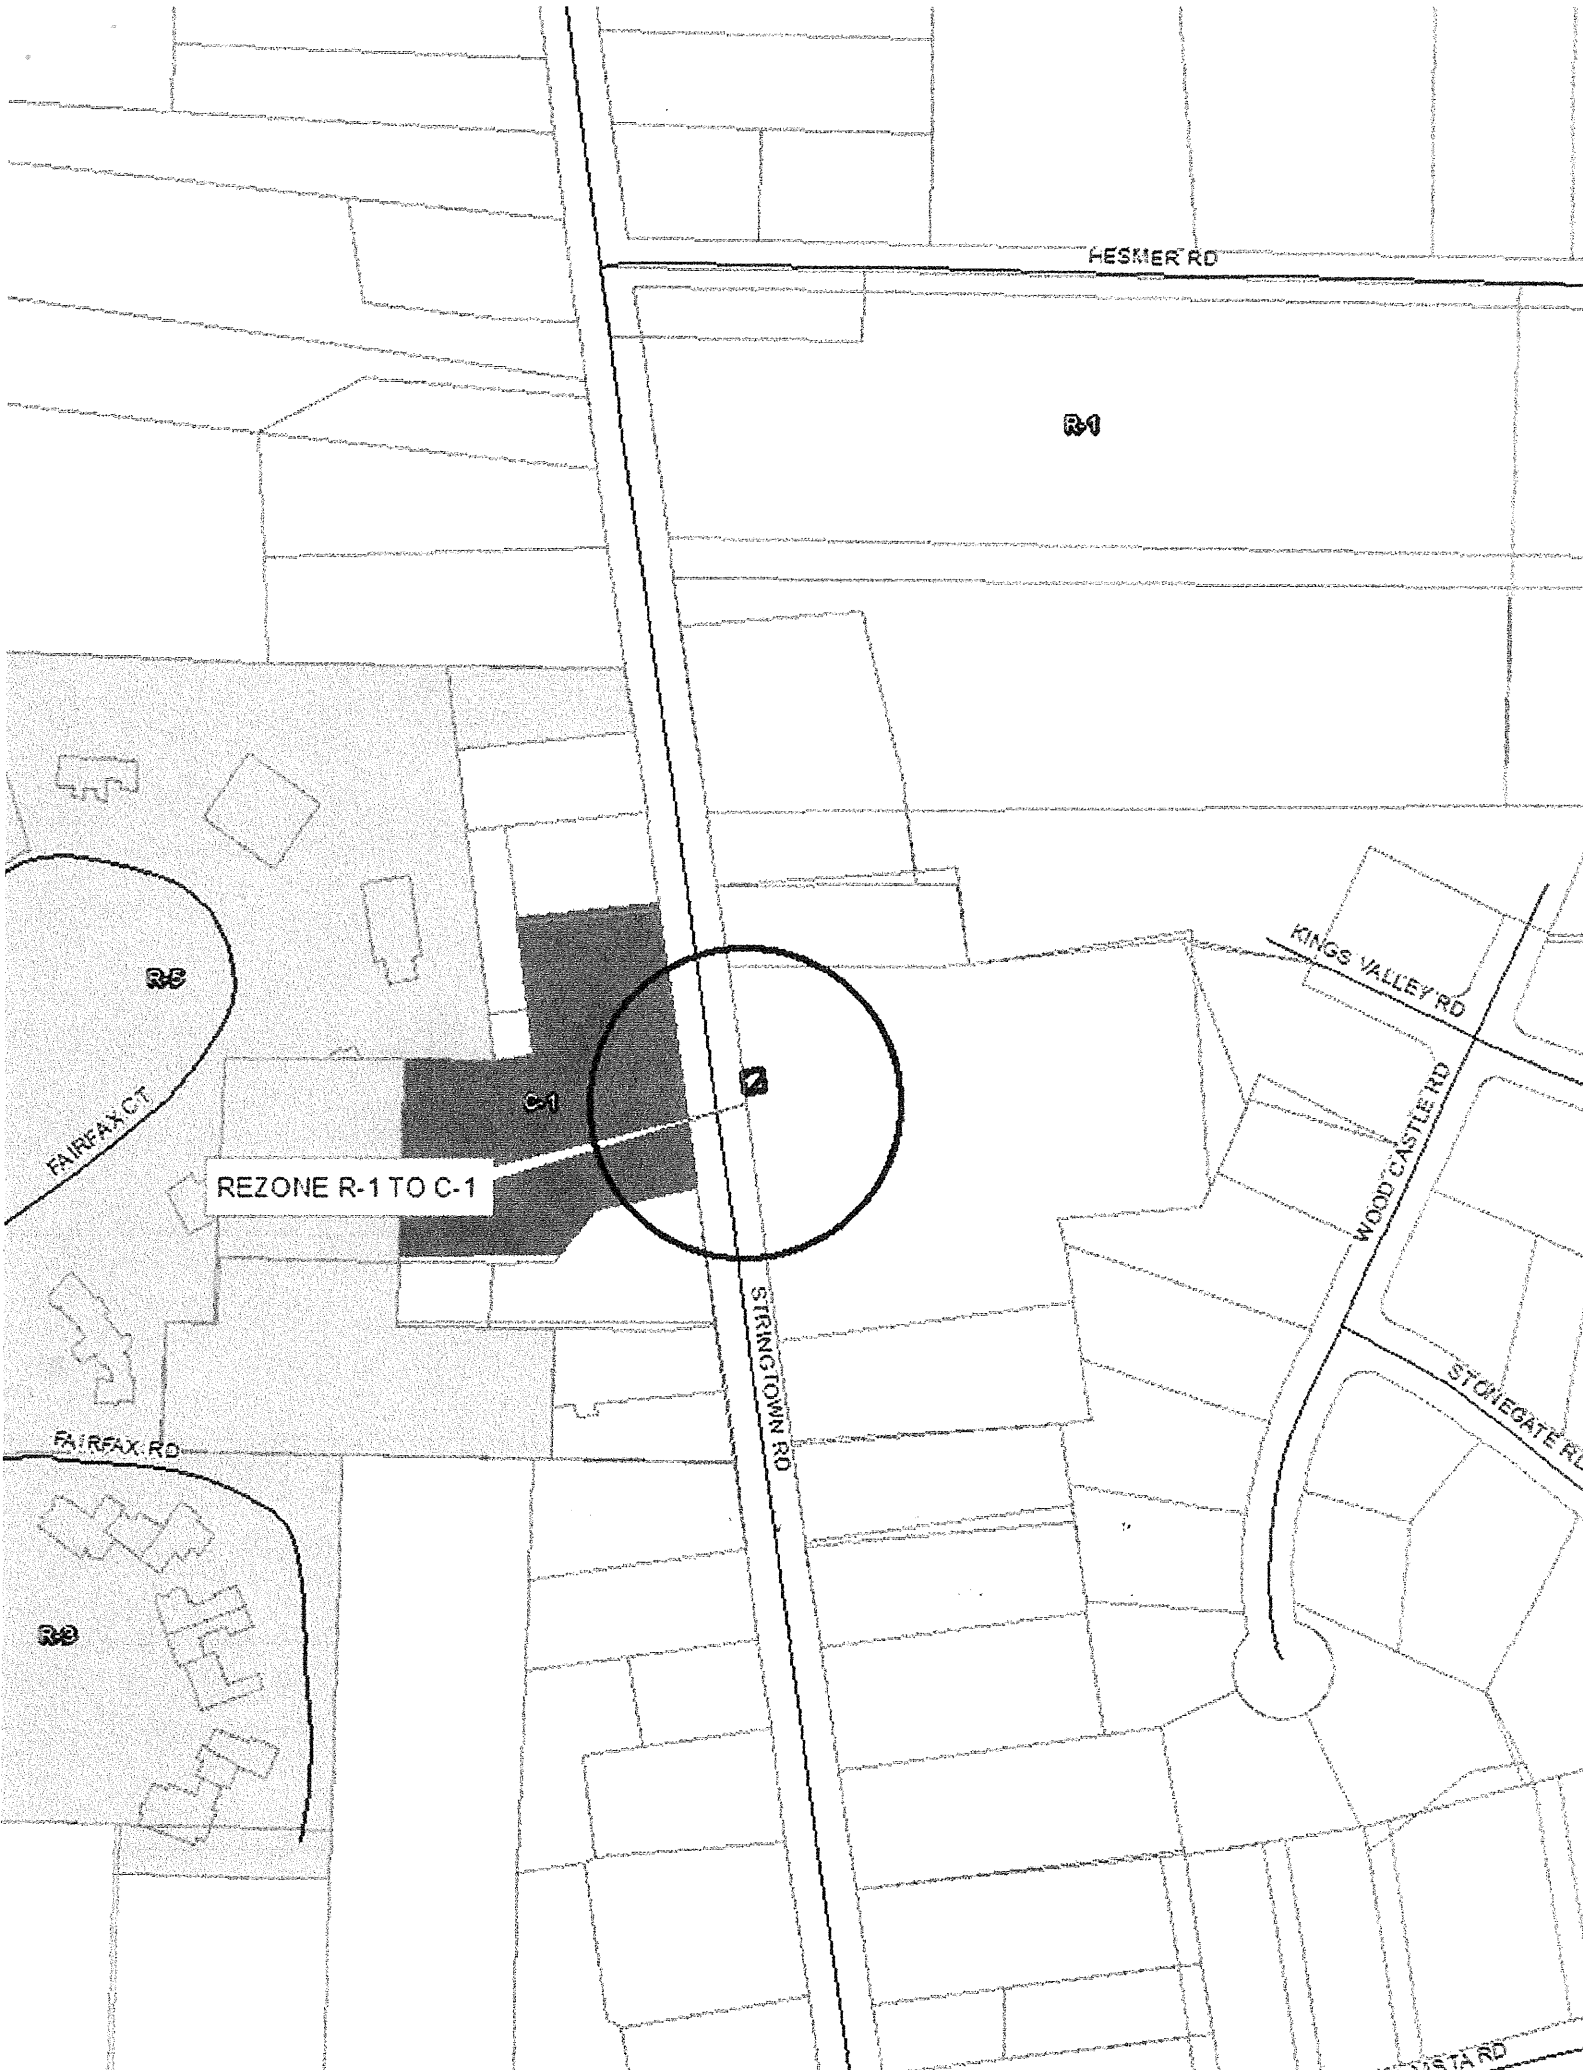 HESMER RD
R-1
KINGS VALLEY RD
R-5
C-1
WOOD CASTLE RD
FAIRFAX CT
REZONE R-1 TO C-1
STRINGTOWN RD
STONEGATE RD
FAIRFAX RD
R-3
RD